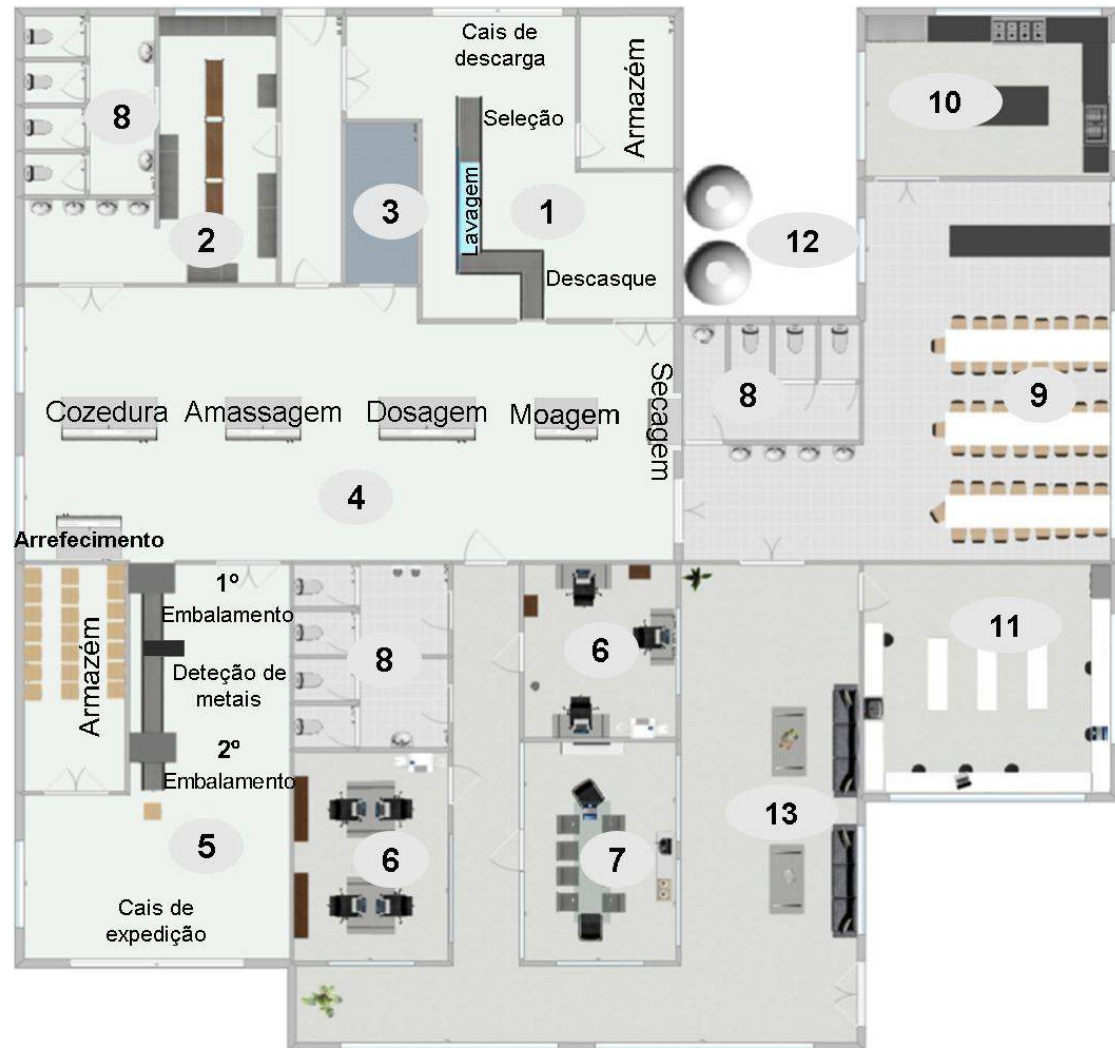 Cais de
descarga
Armazém
Seleção
8
10
Lavagem
3
1
2
12
Descasque
Secagem
8
9
Cozedura
Amassagem
Dosagem
Moagem
4
Arrefecimento
1º
Embalamento
Armazém
Deteção de
metais
2º
Embalamento
8
6
11
5
6
7
13
Cais de
expedição